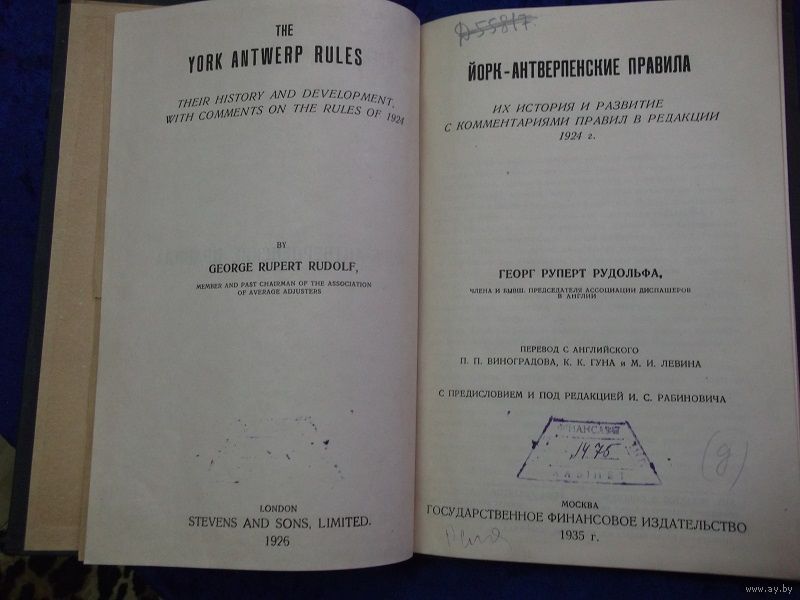 THE
YORK ANTWERP RULES
THEIR HISTORY AND DEVELOPMENT,
WITH COMMENTS ON THE RULES OF 1924
BY
GEORGE RUPERT RUDOLF,
MEMBER AND PAST CHAIRMAN OF THE ASSOCIATION
OF AVERAGE ADJUSTERS
LONDON
STEVENS AND SONS, LIMITED.
1926
Д5587
ЙОРК-АНТВЕРПЕНСКИЕ ПРАВИЛА
ИХ ИСТОРИЯ И РАЗВИТИЕ
С КОММЕНТАРИЯМИ ПРАВИЛ В РЕДАКЦИИ
1924 г.
ГЕОРГ РУПЕРТ РУДОЛЬФА,
ЧЛЕНА И БЫВШ. ПРЕДСЕДАТЕЛЯ АССОЦИАЦИИ ДИСПАШЕРОВ
В АНГЛИИ
ПЕРЕВОД С АНГЛИЙСКОГО
П. П. ВИНОГРАДОВА, К. К. ГУНА и М. И. ЛЕВИНА
С ПРЕДИСЛОВИЕМ И ПОД РЕДАКЦИЕЙ И. С. РАБИНОВИЧА
ФІНАНСАВЫ
1475
КАБІНЕТ
(g)
МОСКВА
ГОСУДАРСТВЕННОЕ ФИНАНСОВОЕ ИЗДАТЕЛЬСТВО
1935 г.
www.ay.by